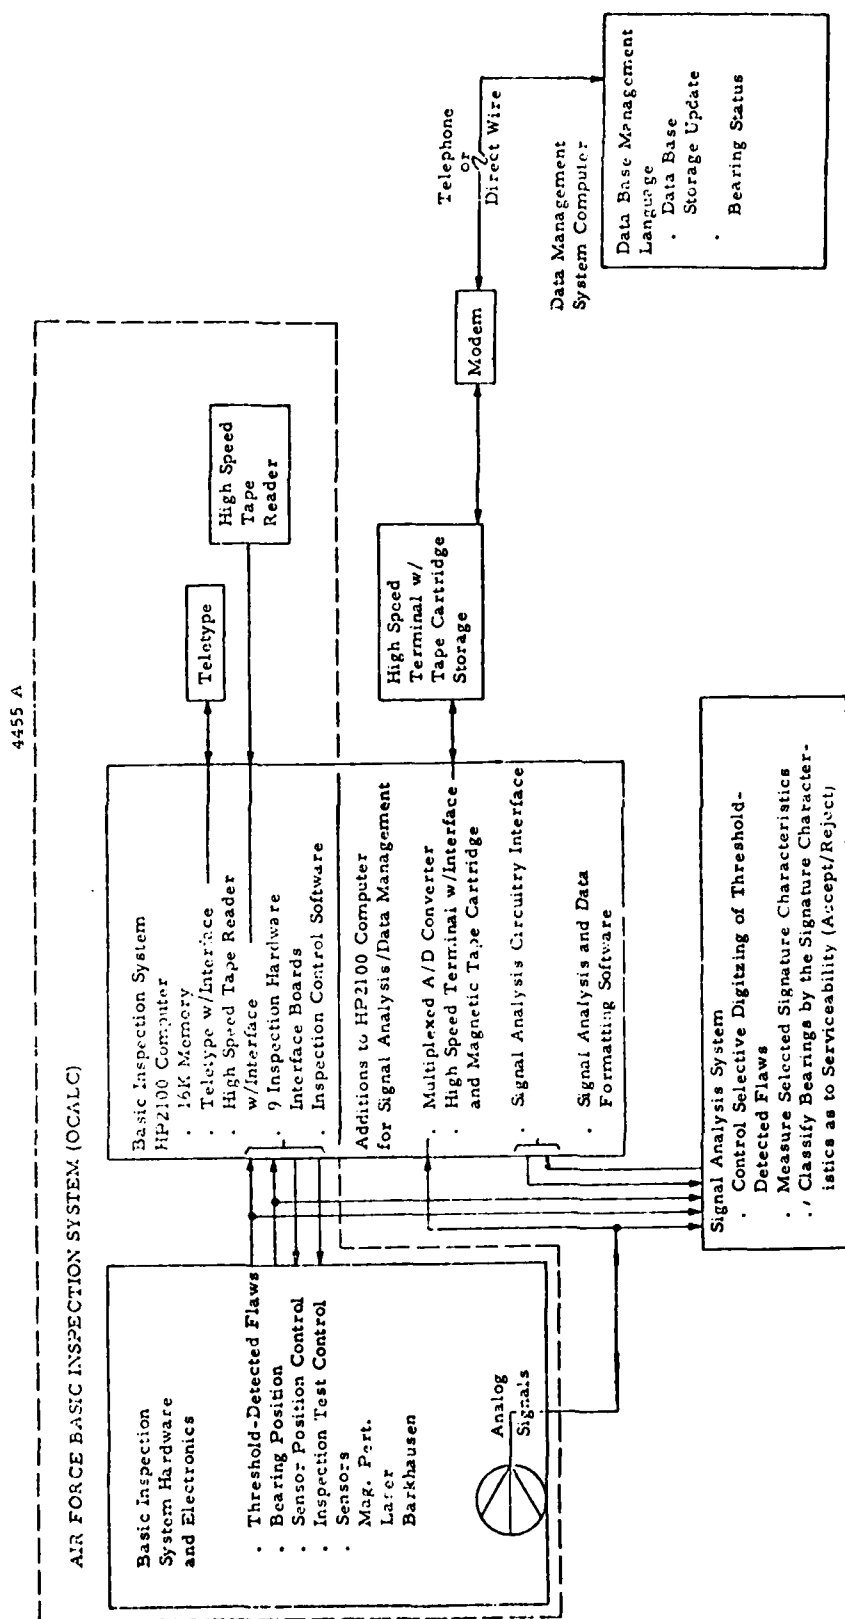 4455 A
AIR FORCE BASIC INSPECTION SYSTEM (OCALC)
Basic Inspection
System Hardware
and Electronics
· Threshold-Detected Flaws
· Bearing Position
· Sensor Position Control
· Inspection Test Control
· Sensors
Mag. Pert.
Laser
Barkhausen
Analog
Signals
Basic Inspection System
HP2100 Computer
· 16K Memory
· Teletype w/Interface
· High Speed Tape Reader
w/Interface
· 9 Inspection Hardware
Interface Boards
· Inspection Control Software
Teletype
High Speed
Tape
Reader
Additions to HP2100 Computer
for Signal Analysis/Data Management
· Multiplexed A/D Converter
· High Speed Terminal w/Interface
and Magnetic Tape Cartridge
· Signal Analysis Circuitry Interface
· Signal Analysis and Data
Formatting Software
High Speed
Terminal w/
Tape Cartridge
Storage
Modem
Telephone
or
Direct Wire
Data Management
System Computer
Data Base Management
Language
· Data Base
Storage Update
· Bearing Status
Signal Analysis System
· Control Selective Digitzing of Threshold-
Detected Flaws
· Measure Selected Signature Characteristics
· Classify Bearings by the Signature Character-
istics as to Serviceability (Accept/Reject)